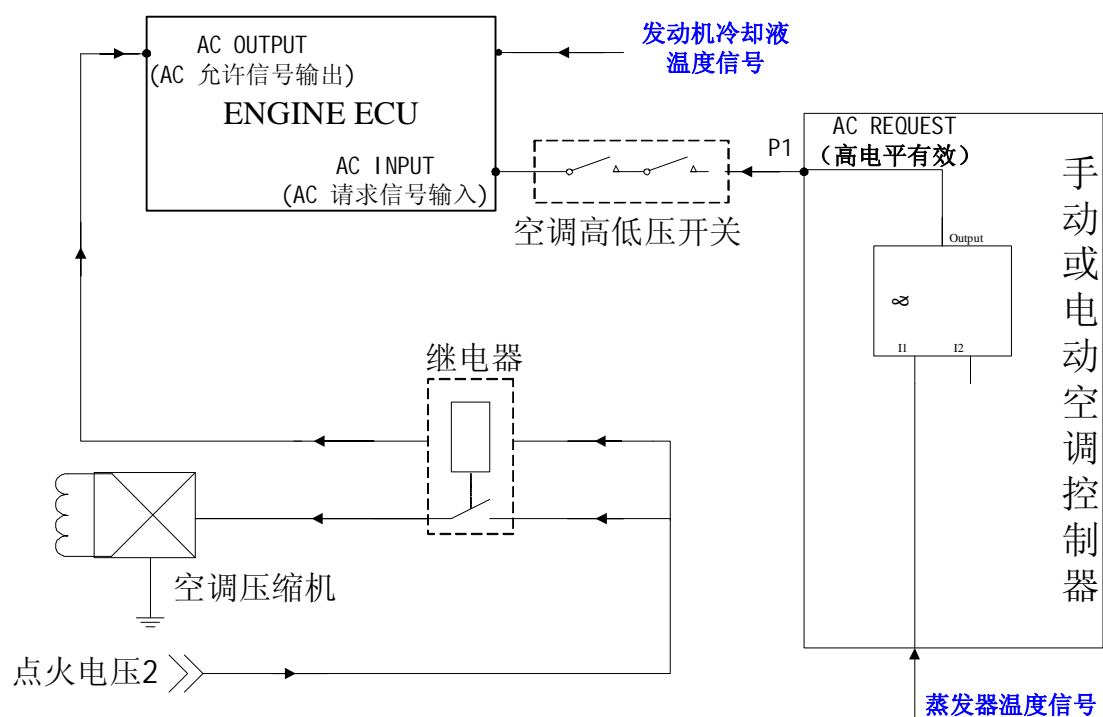 AC OUTPUT
(AC 允许信号输出)
ENGINE ECU
AC INPUT
(AC 请求信号输入)
发动机冷却液
温度信号
P1
AC REQUEST
(高电平有效)
空调高低压开关
Output
&
I1
I2
手动或电动空调控制器
继电器
空调压缩机
点火电压2
蒸发器温度信号